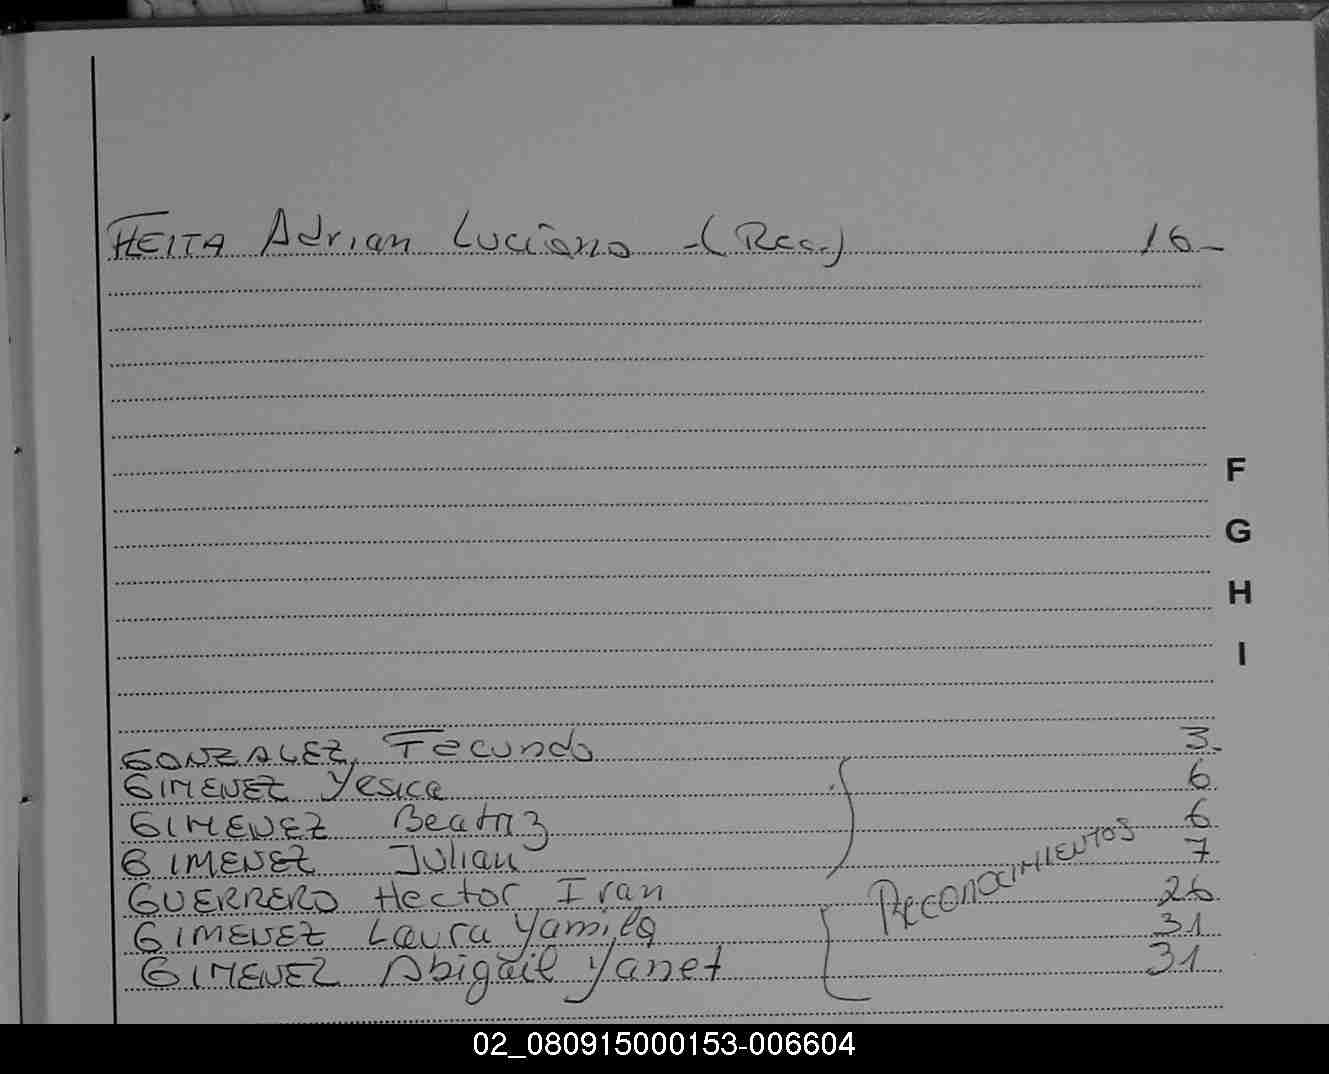 FEITA Adrian Luciano -(Rec.) 16-
F
G
H
I
GONZALEZ, Facundo 3-
GIMENEZ Yesica 6
GIMENEZ Beatriz 6
GIMENEZ Julian 7
Reconocimientos
GUERRERO Hector Ivan 26
GIMENEZ Laura Yamila 31
GIMENEZ Abigail Yanet 31
02_080915000153-006604